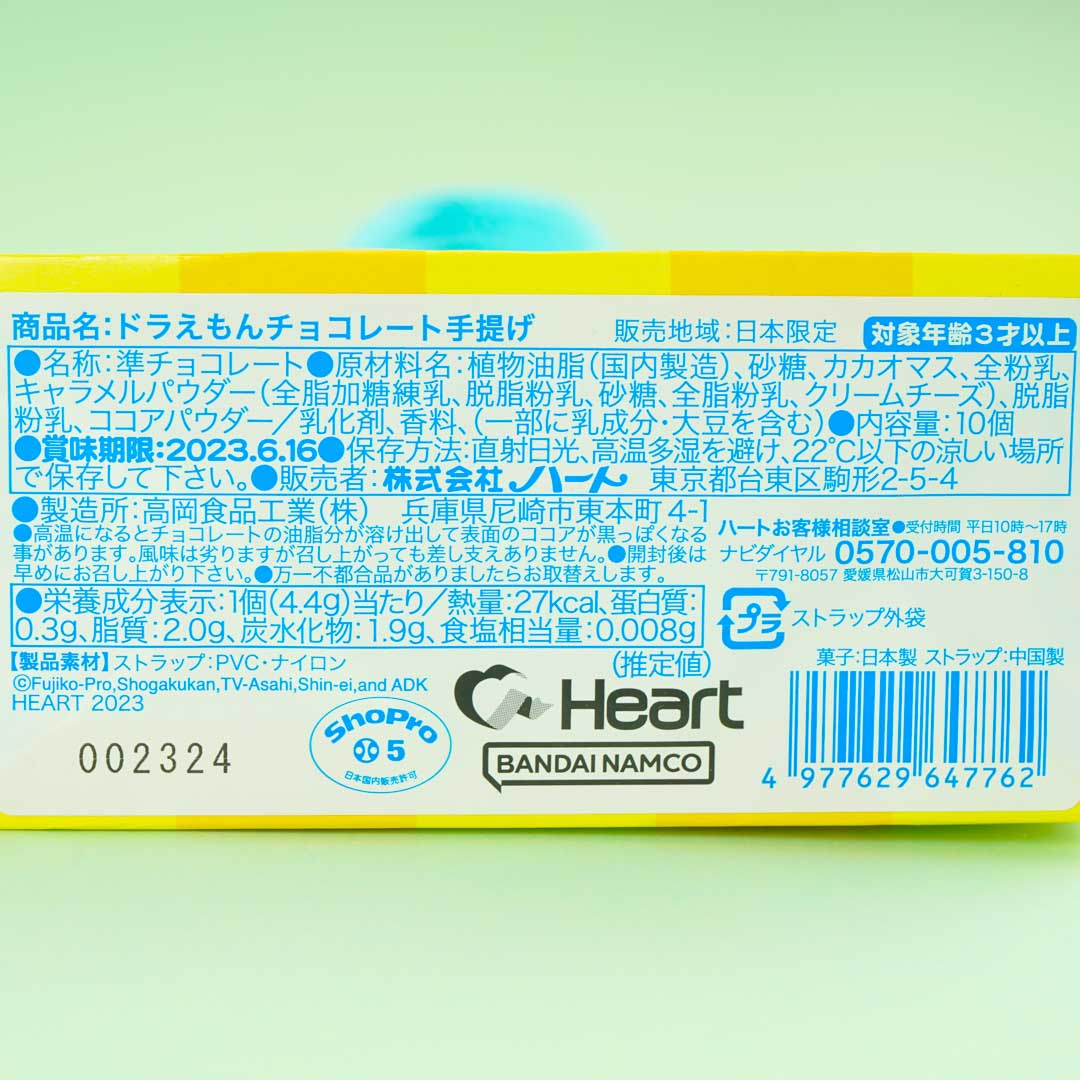 商品名:ドラえもんチョコレート手提げ
販売地域:日本限定
対象年齢3才以上
●名称:準チョコレート●原材料名:植物油脂(国内製造)、砂糖、カカオマス、全粉乳、
キャラメルパウダー(全脂加糖練乳、脱脂粉乳、砂糖、全脂粉乳、クリームチーズ)、脱脂
粉乳、ココアパウダー/乳化剤、香料、(一部に乳成分・大豆を含む)●内容量:10個
●賞味期限:2023.6.16●保存方法:直射日光、高温多湿を避け、22℃以下の涼しい場所
で保存して下さい。●販売者:株式会社ハート 東京都台東区駒形2-5-4
●製造所:高岡食品工業(株) 兵庫県尼崎市東本町4-1
●高温になるとチョコレートの油脂分が溶け出して表面のココアが黒っぽくなる
事があります。風味は劣りますが召し上がっても差し支えありません。●開封後は
早めにお召し上がり下さい。●万一不都合品がありましたらお取替えします。
ハートお客様相談室●受付時間 平日10時〜17時
ナビダイヤル 0570-005-810
〒791-8057 愛媛県松山市大可賀3-150-8
●栄養成分表示:1個(4.4g)当たり/熱量:27kcal、蛋白質:
0.3g、脂質:2.0g、炭水化物:1.9g、食塩相当量:0.008g
(推定値)
プラ ストラップ外袋
【製品素材】ストラップ:PVC・ナイロン
©Fujiko-Pro,Shogakukan,TV-Asahi,Shin-ei,and ADK
HEART 2023
菓子:日本製 ストラップ:中国製
002324
ShoPro
5
日本国内販売許可
Heart
BANDAI NAMCO
4 977629 647762